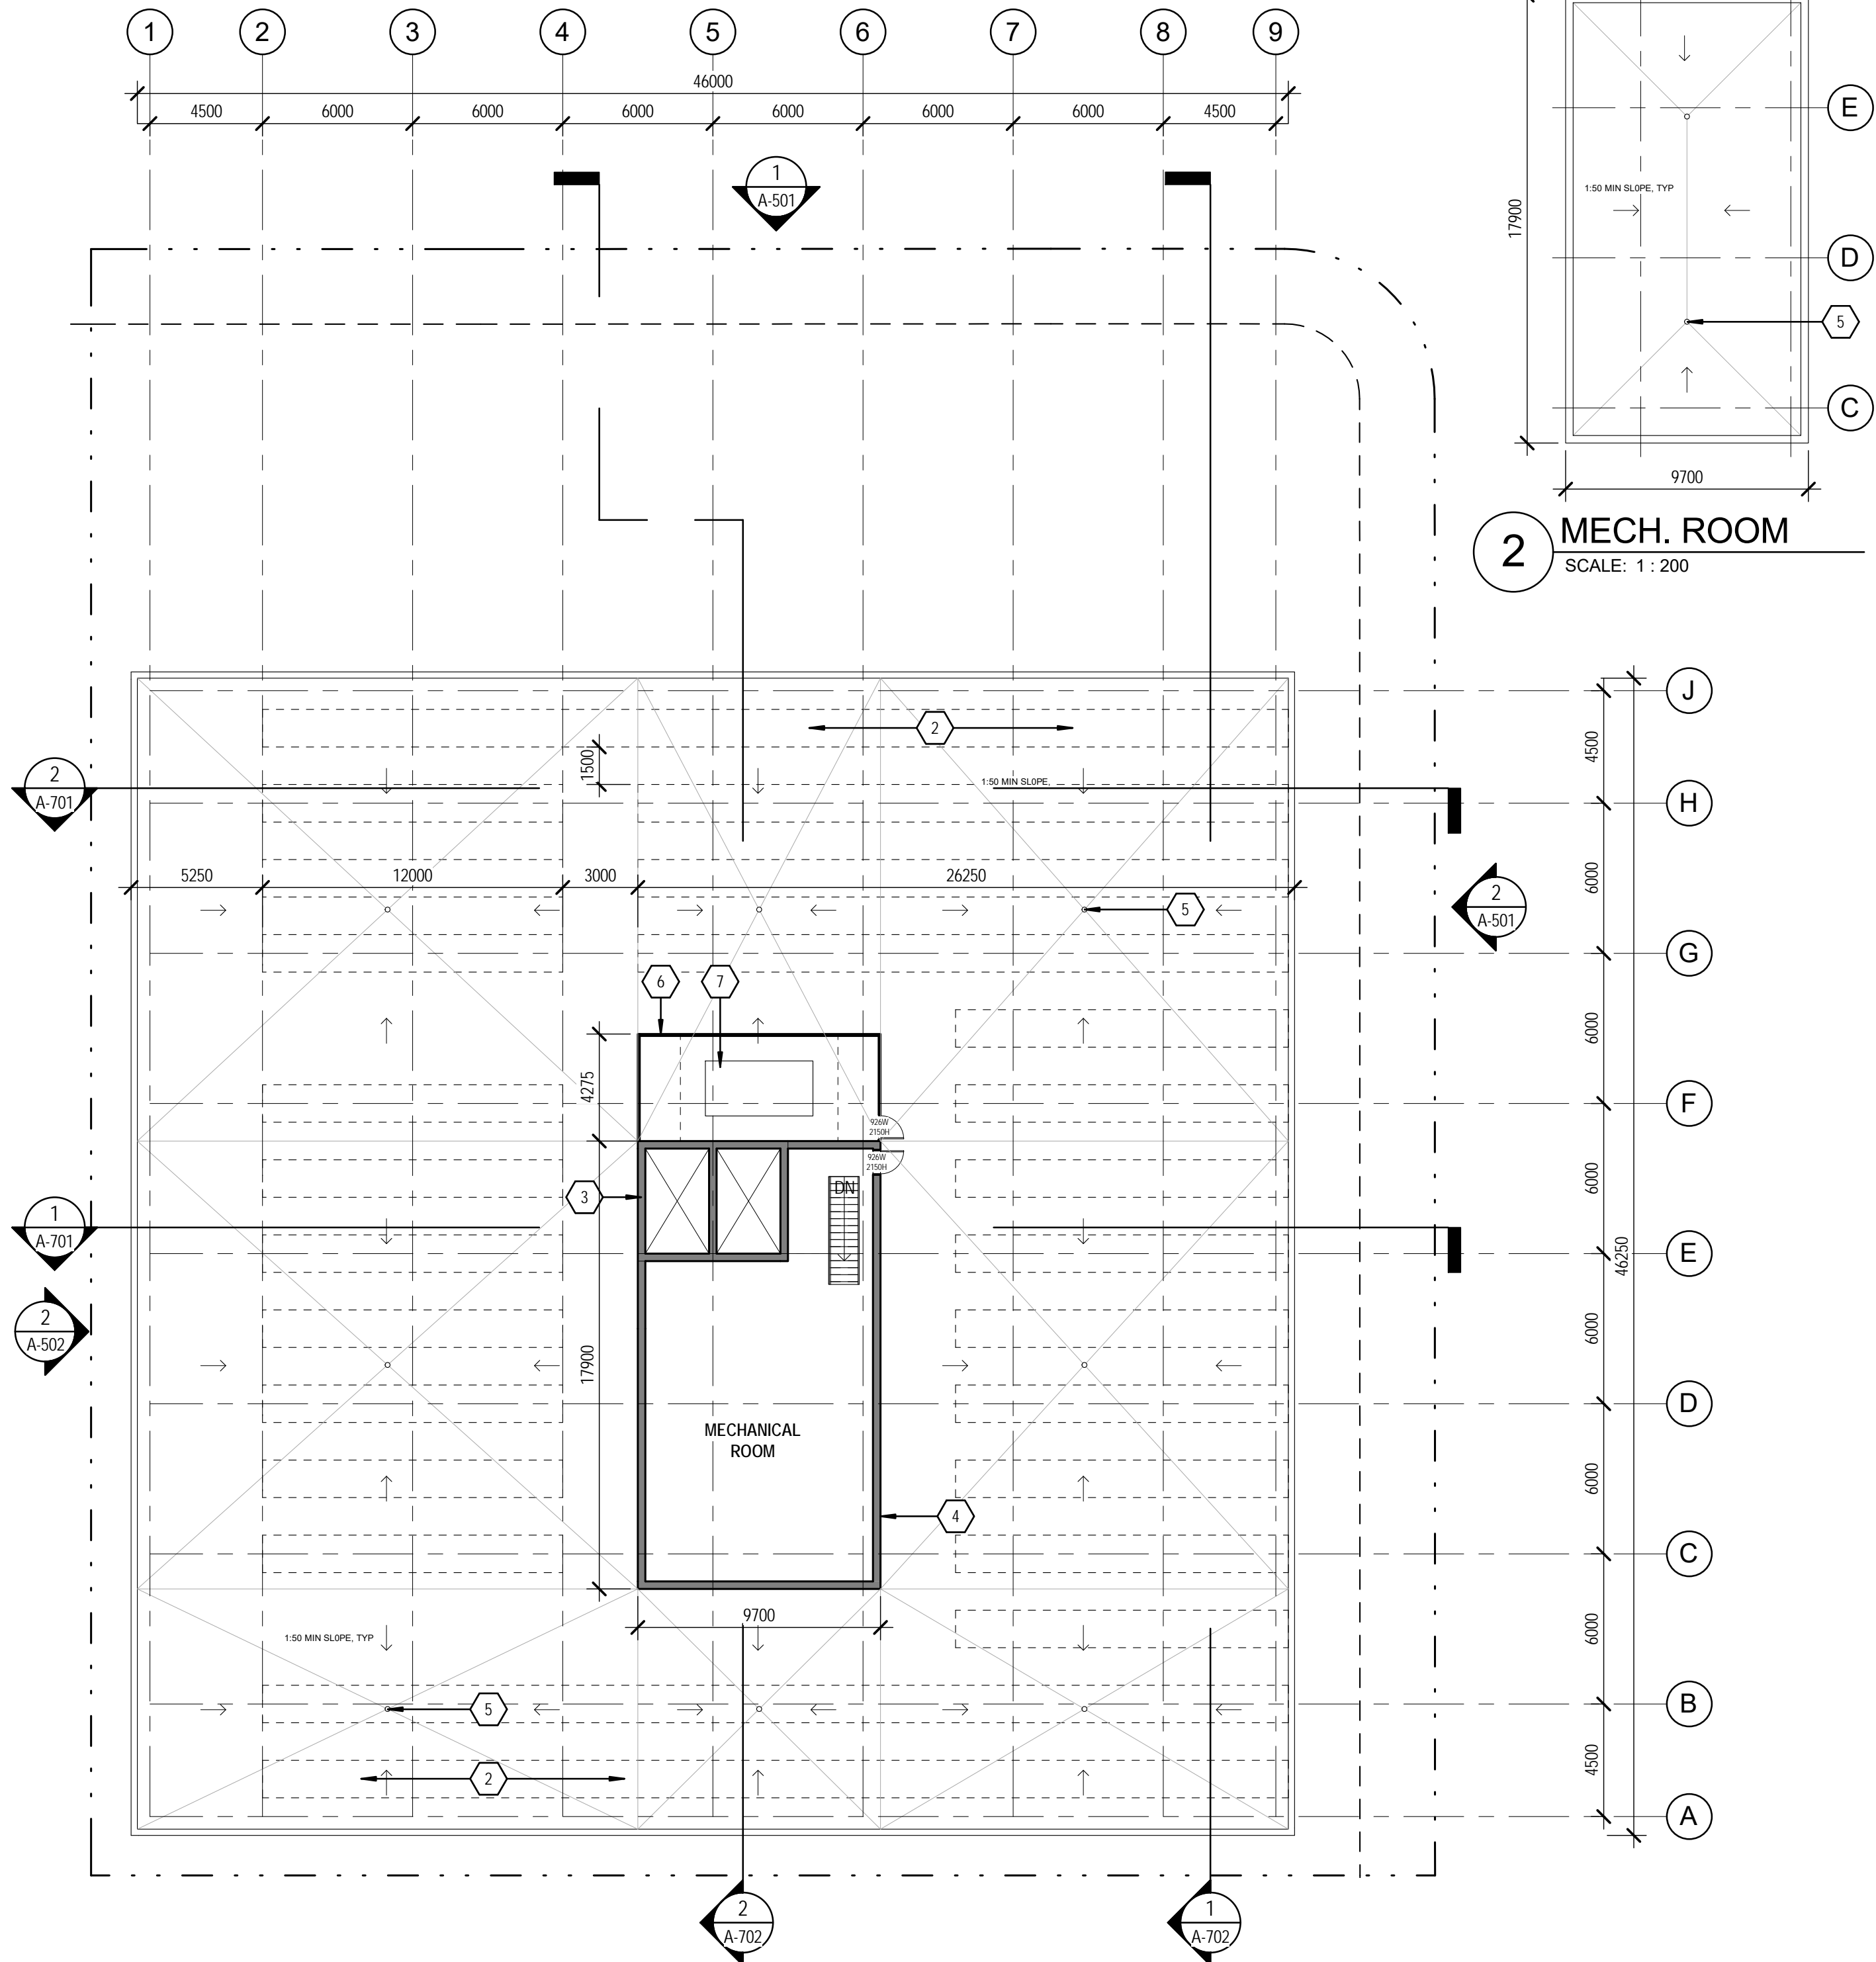 1 2 3 4 5 6 7 8 9
46000
4500 6000 6000 6000 6000 6000 6000 4500
1
A-501
E
1:50 MIN SLOPE, TYP
17900
D
5
C
9700
2 MECH. ROOM
SCALE: 1 : 200
J
2
1500
4500
2
A-701
1:50 MIN SLOPE,
H
5250 12000 3000 26250
6000
5
2
A-501
G
6 7
6000
4275
F
926W
2150H
926W
2150H
6000
3
DN
1
A-701
E
46250
2
A-502
6000
17900
D
MECHANICAL
ROOM
6000
4
C
9700
1:50 MIN SLOPE, TYP
6000
5
B
2
4500
A
2
A-702
1
A-702